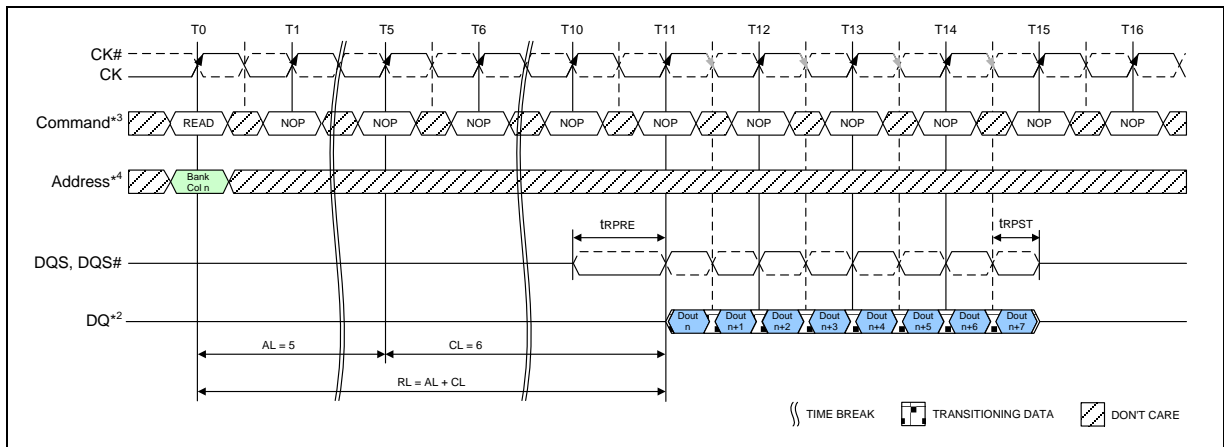 T0 T1 T5 T6 T10 T11 T12 T13 T14 T15 T16
CK#
CK
Command*3 READ NOP NOP NOP NOP NOP NOP NOP NOP NOP NOP
Address*4 Bank
Col n
tRPRE tRPST
DQS, DQS#
DQ*2 Dout n Dout n+1 Dout n+2 Dout n+3 Dout n+4 Dout n+5 Dout n+6 Dout n+7
AL = 5 CL = 6
RL = AL + CL
TIME BREAK TRANSITIONING DATA DON'T CARE